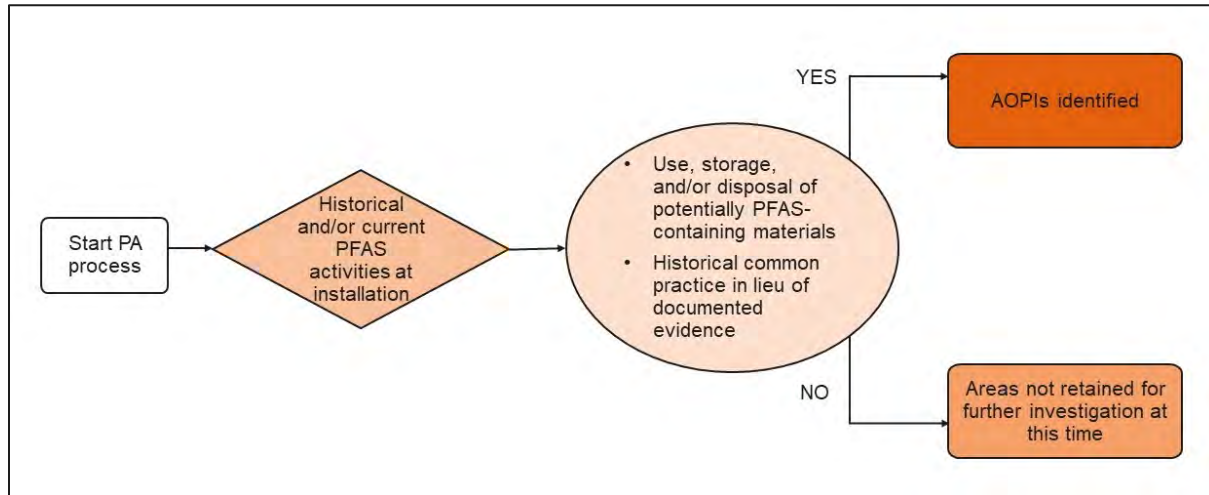 Start PA
process
Historical
and/or current
PFAS
activities at
installation
• Use, storage,
and/or disposal of
potentially PFAS-
containing materials
• Historical common
practice in lieu of
documented
evidence
YES
AOPIs identified
NO
Areas not retained for
further investigation at
this time